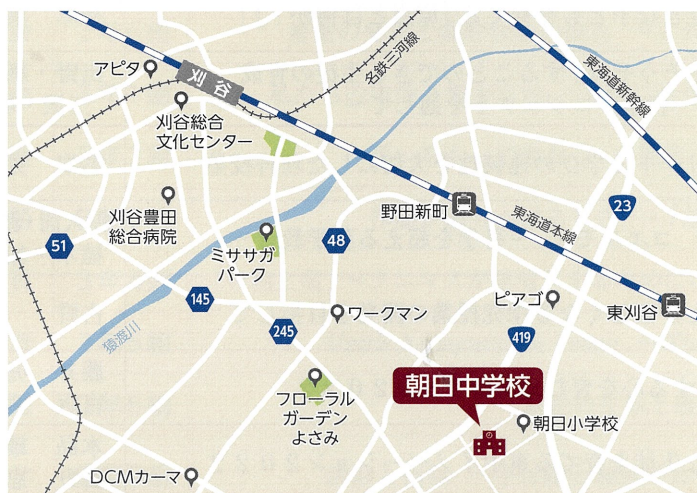 アピタ
刈谷
名鉄三河線
東海道新幹線
刈谷総合
文化センター
刈谷豊田
総合病院
野田新町
東海道本線
23
51
ミササガ
パーク
48
145
245
ワークマン
ピアゴ
東刈谷
419
猿渡川
フローラル
ガーデン
よさみ
朝日中学校
朝日小学校
DCMカーマ